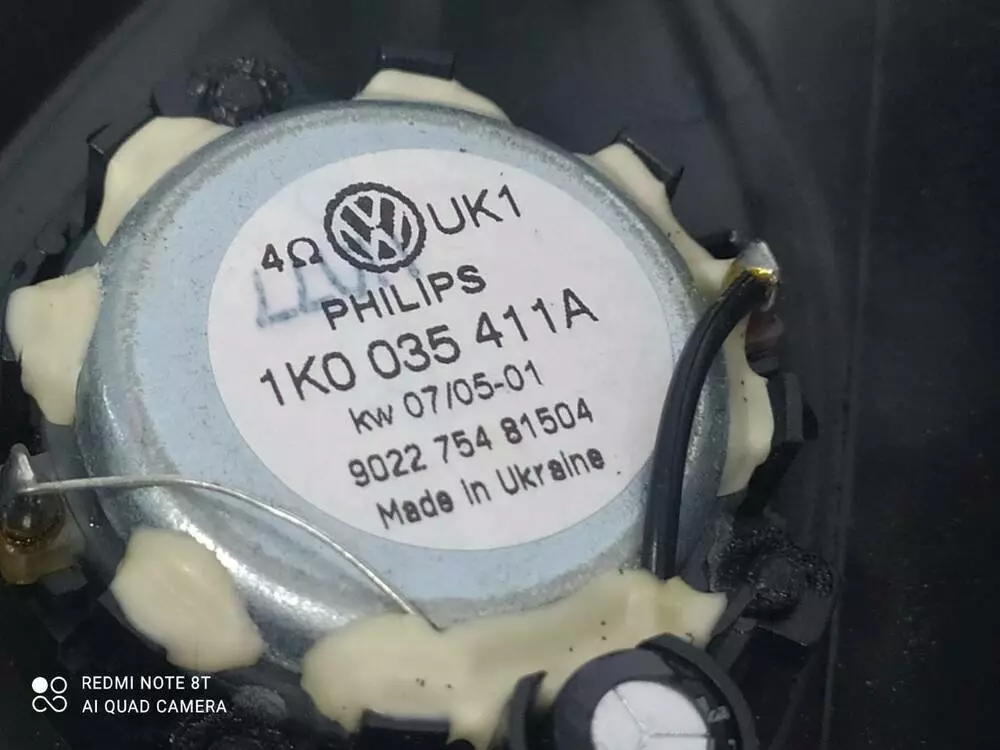 4Ω UK1
PHILIPS
1K0 035 411A
kw 07/05-01
9022 754 81504
Made in Ukraine
REDMI NOTE 8T
AI QUAD CAMERA